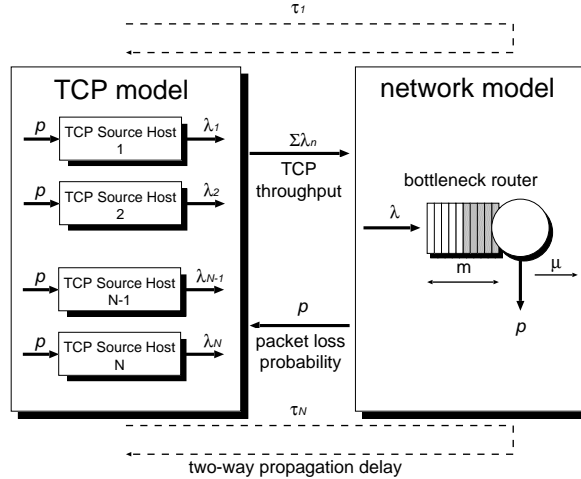 τ1
TCP model
network model
p
TCP Source Host
1
λ1
p
TCP Source Host
2
λ2
p
TCP Source Host
N-1
λN-1
p
TCP Source Host
N
λN
Σλn
TCP
throughput
p
packet loss
probability
bottleneck router
λ
m
μ
p
τN
two-way propagation delay